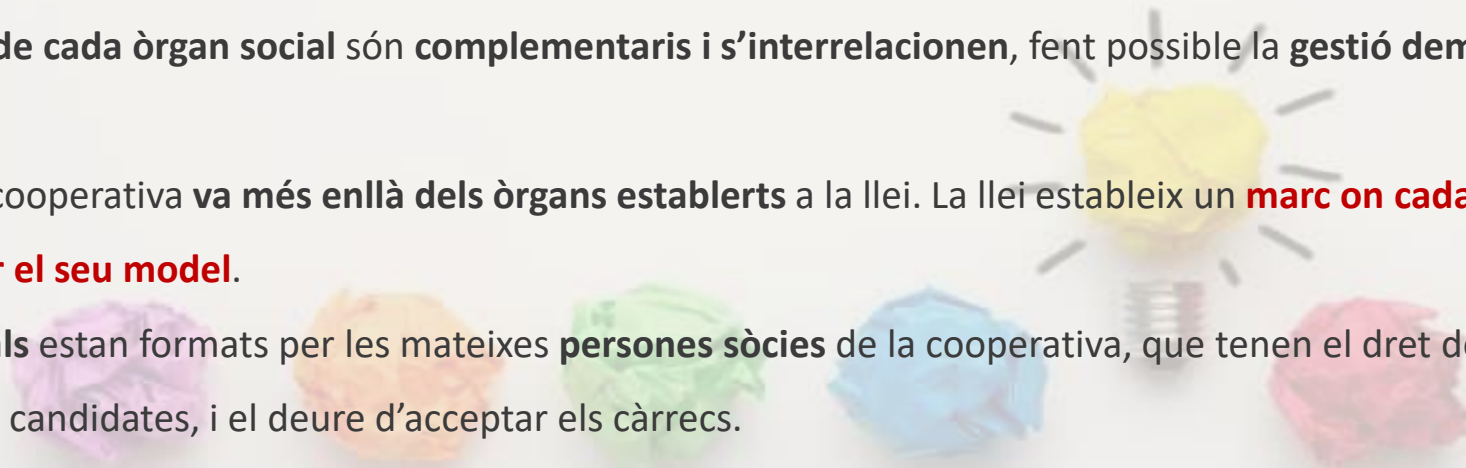 de cada òrgan social són complementaris i s’interrelacionen, fent possible la gestió dem
cooperativa va més enllà dels òrgans establerts a la llei. La llei estableix un marc on cada
r el seu model.
ls estan formats per les mateixes persones sòcies de la cooperativa, que tenen el dret de
candidates, i el deure d’acceptar els càrrecs.